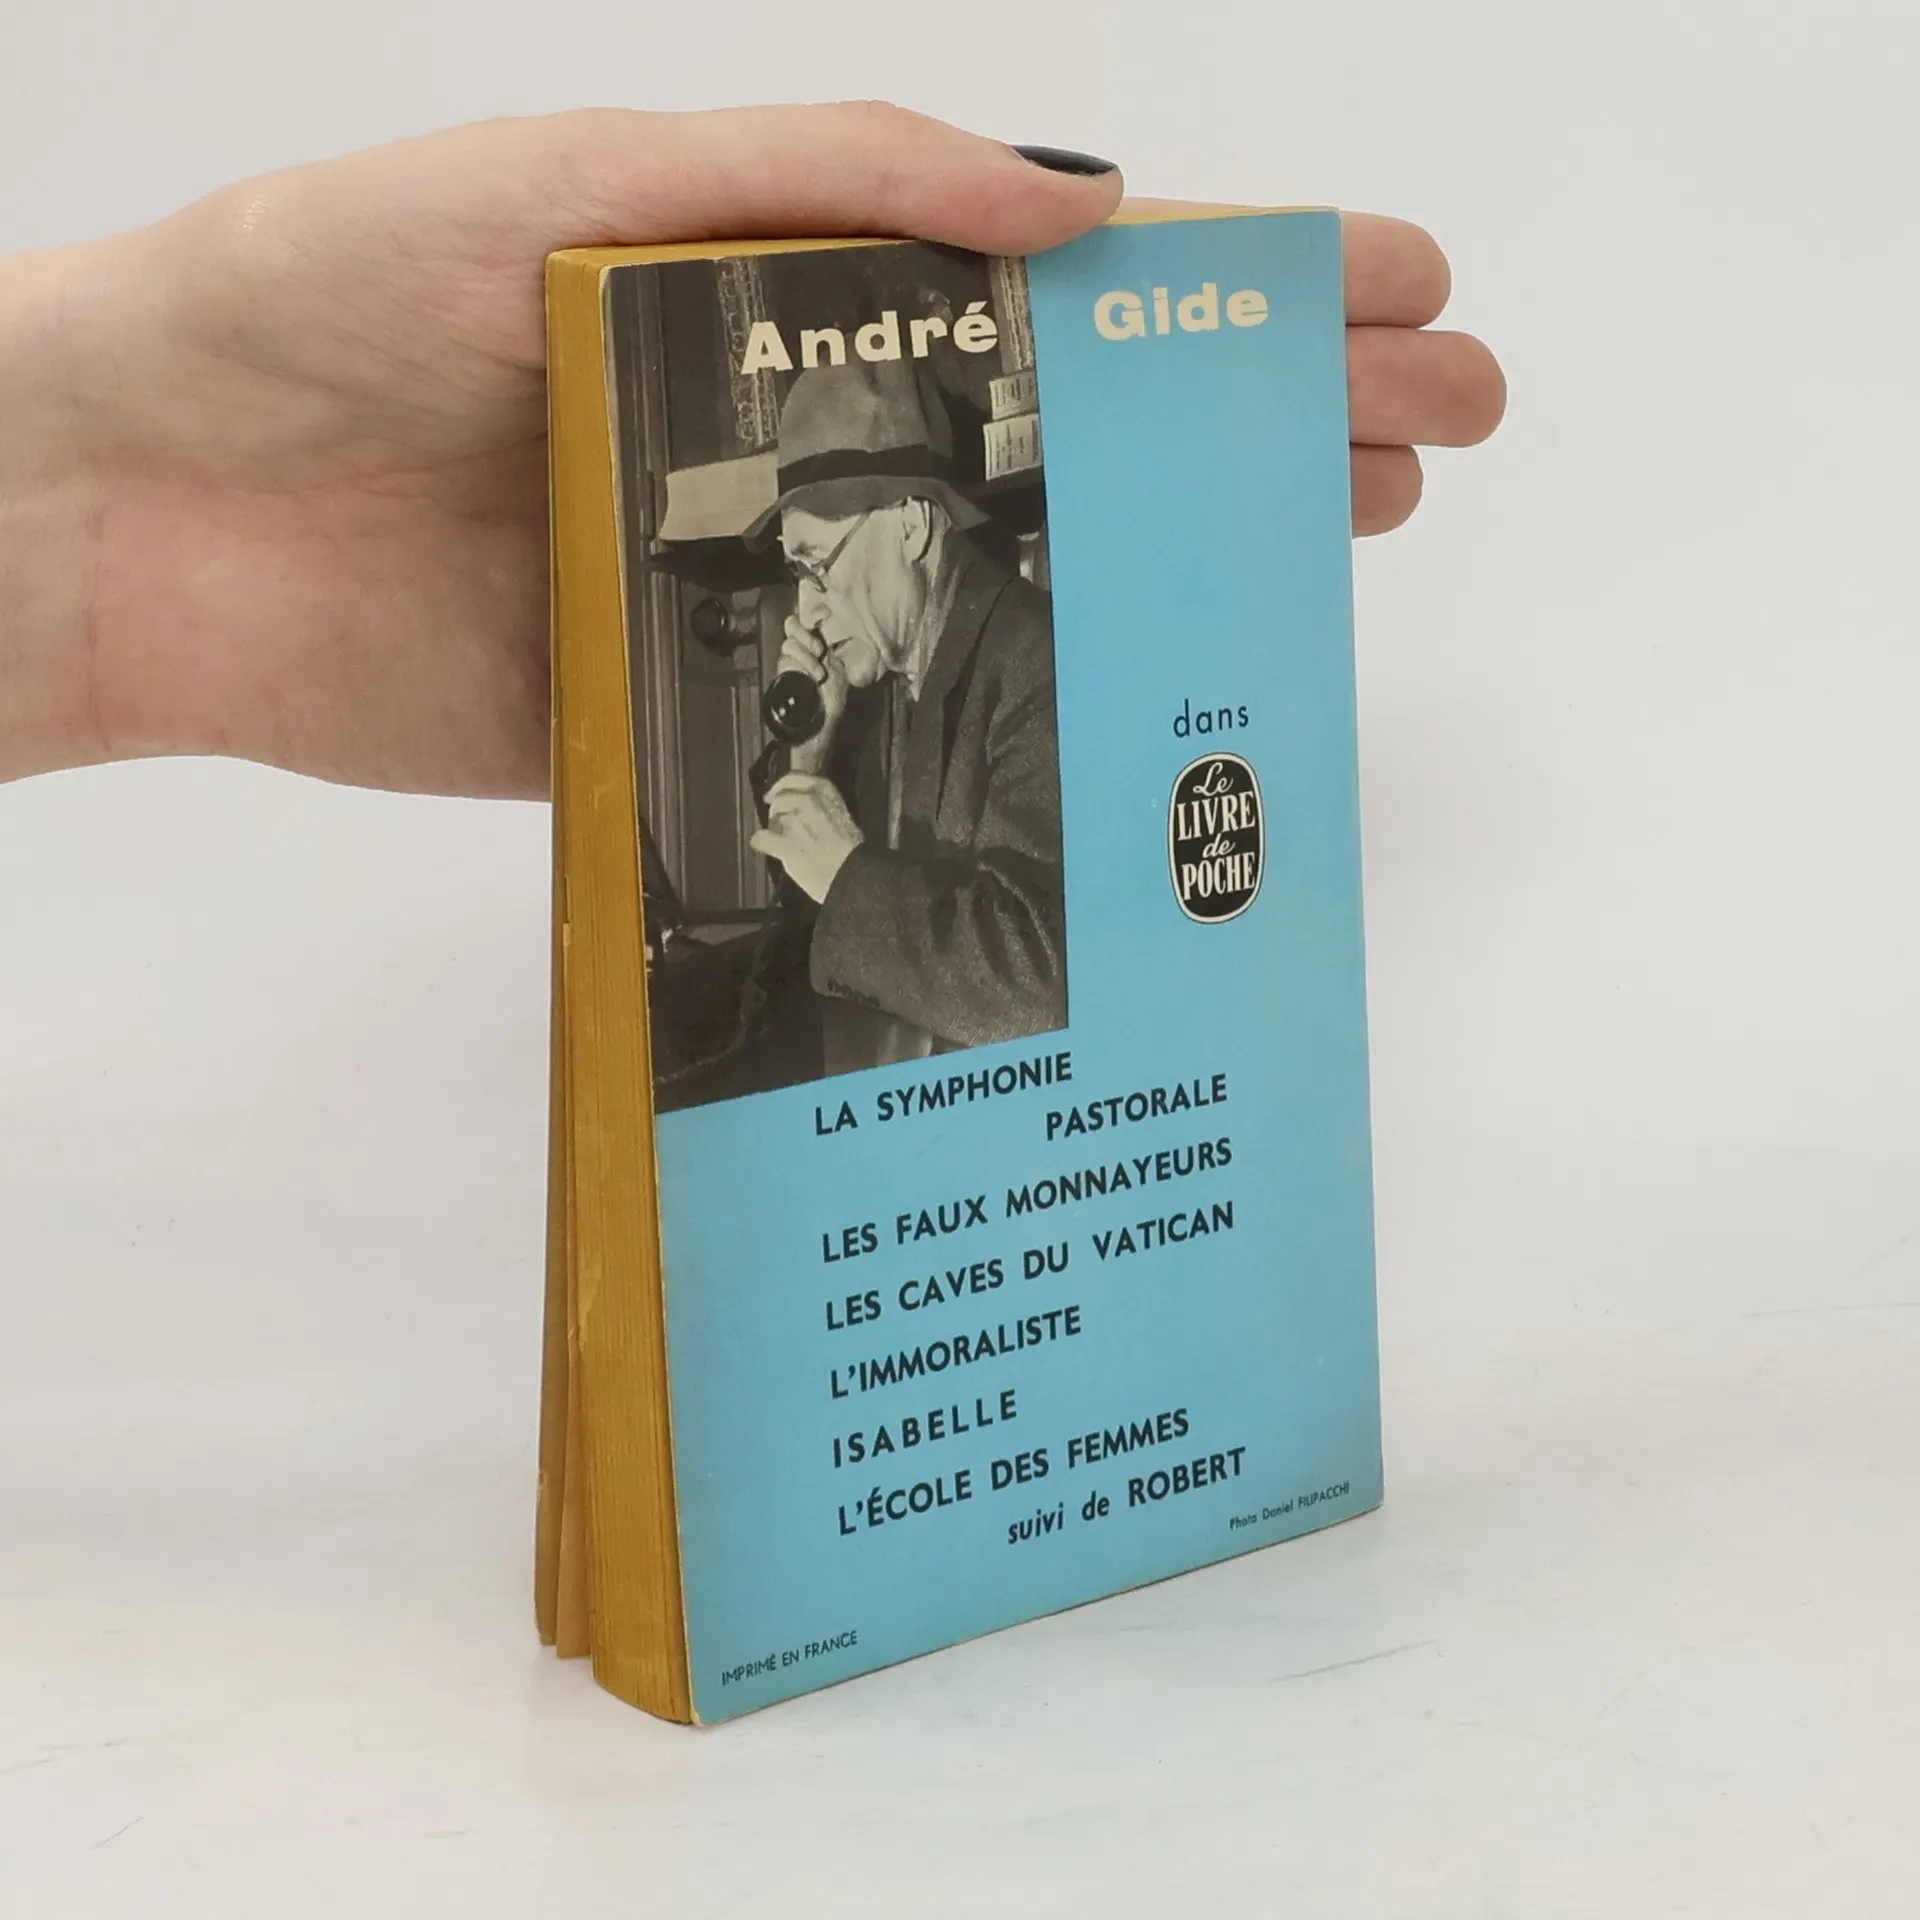 André Gide
dans
Le
LIVRE
de
POCHE
LA SYMPHONIE
PASTORALE
LES FAUX MONNAYEURS
LES CAVES DU VATICAN
L'IMMORALISTE
ISABELLE
L'ÉCOLE DES FEMMES
suivi de ROBERT
Photo Daniel FILIPACCHI
IMPRIMÉ EN FRANCE